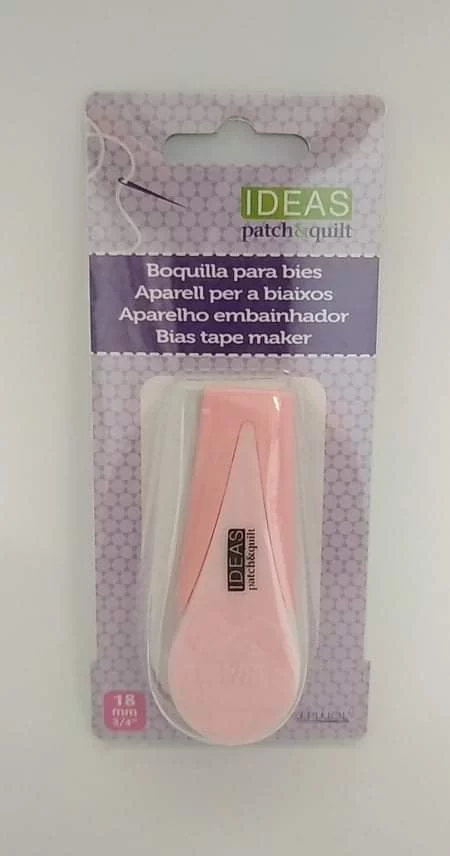 IDEAS
patch&quilt
Boquilla para bies
Aparell per a biaixos
Aparelho embainhador
Bias tape maker
IDEAS
patch&quilt
18
mm
3/4"